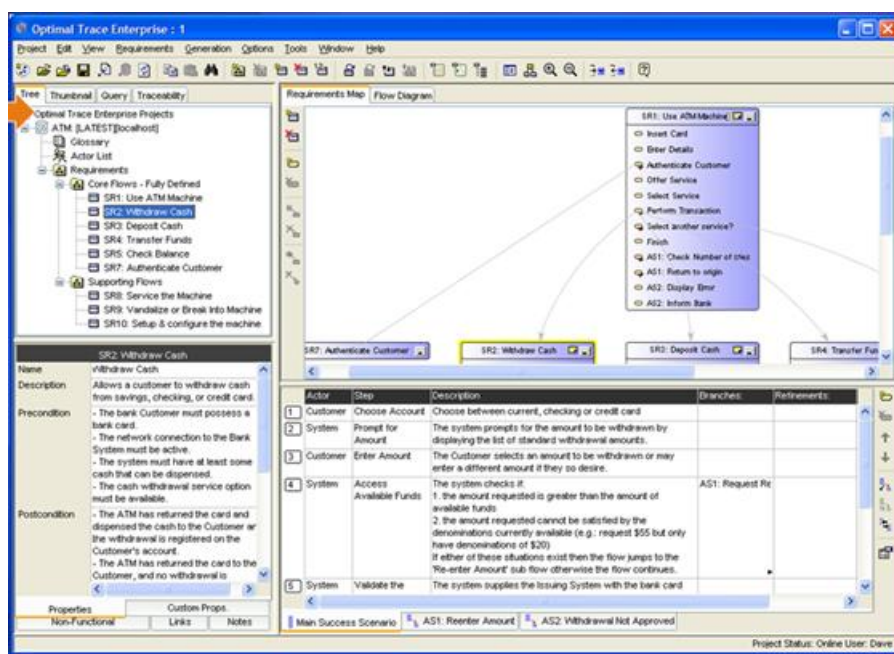 Optimal Trace Enterprise : 1
Project Edit View Requirements Generation Options Tools Window Help
Tree Thumbnail Query Traceability
Optimal Trace Enterprise Projects
ATM: [LATEST][localhost]
Glossary
Actor List
Requirements
Core Flows - Fully Defined
SR1: Use ATM Machine
SR2: Withdraw Cash
SR3: Deposit Cash
SR4: Transfer Funds
SR5: Check Balance
SR7: Authenticate Customer
Supporting Flows
SR8: Service the Machine
SR9: Vandalize or Break Into Machine
SR10: Setup & configure the machine
Requirements Map Flow Diagram
SR1: Use ATM Machine
Insert Card
Enter Details
Authenticate Customer
Offer Service
Select Service
Perform Transaction
Select another service?
Finish
AS1: Check Number of
AS1: Return to origin
AS2: Display Error
AS2: Inform Bank
SR7: Authenticate Customer
SR2: Withdraw Cash
SR3: Deposit Cash
SR4: Transfer Fun
SR2: Withdraw Cash
Name Withdraw Cash
Description Allows a customer to withdraw cash
from savings, checking, or credit card.
Precondition - The bank Customer must possess a
bank card.
- The network connection to the Bank
System must be active.
- The system must have at least some
cash that can be dispensed.
- The cash withdrawal service option
must be available.
Postcondition - The ATM has returned the card and
dispensed the cash to the Customer ar
the withdrawal is registered on the
Customer's account.
- The ATM has returned the card to the
Customer, and no withdrawal is
Properties Custom Props.
Non-Functional Links Notes
Actor Step Description Branches: Refinements:
1 Customer Choose Account Choose between current, checking or credit card
2 System Prompt for The system prompts for the amount to be withdrawn by
Amount displaying the list of standard withdrawal amounts.
3 Customer Enter Amount The Customer selects an amount to be withdrawn or may
enter a different amount if they so desire.
4 System Access The system checks if: AS1: Request Re
Available Funds 1. the amount requested is greater than the amount of
available funds
2. the amount requested cannot be satisfied by the
denominations currently available (e.g.: request $55 but only
have denominations of $20)
If either of these situations exist then the flow jumps to the
'Re-enter Amount' sub flow otherwise the flow continues.
5 System Validate the The system supplies the Issuing System with the bank card
Main Success Scenario AS1: Reenter Amount AS2: Withdrawal Not Approved
Project Status: Online User: Dave